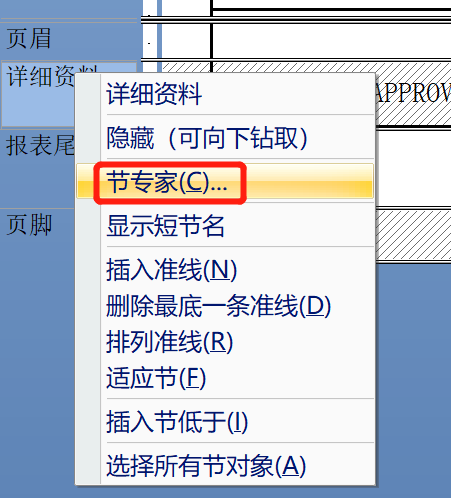 页眉
详细资料
APPROV
报表尾
页脚
详细资料
隐藏（可向下钻取）
节专家(C)...
显示短节名
插入准线(N)
删除最底一条准线(D)
排列准线(R)
适应节(F)
插入节低于(I)
选择所有节对象(A)